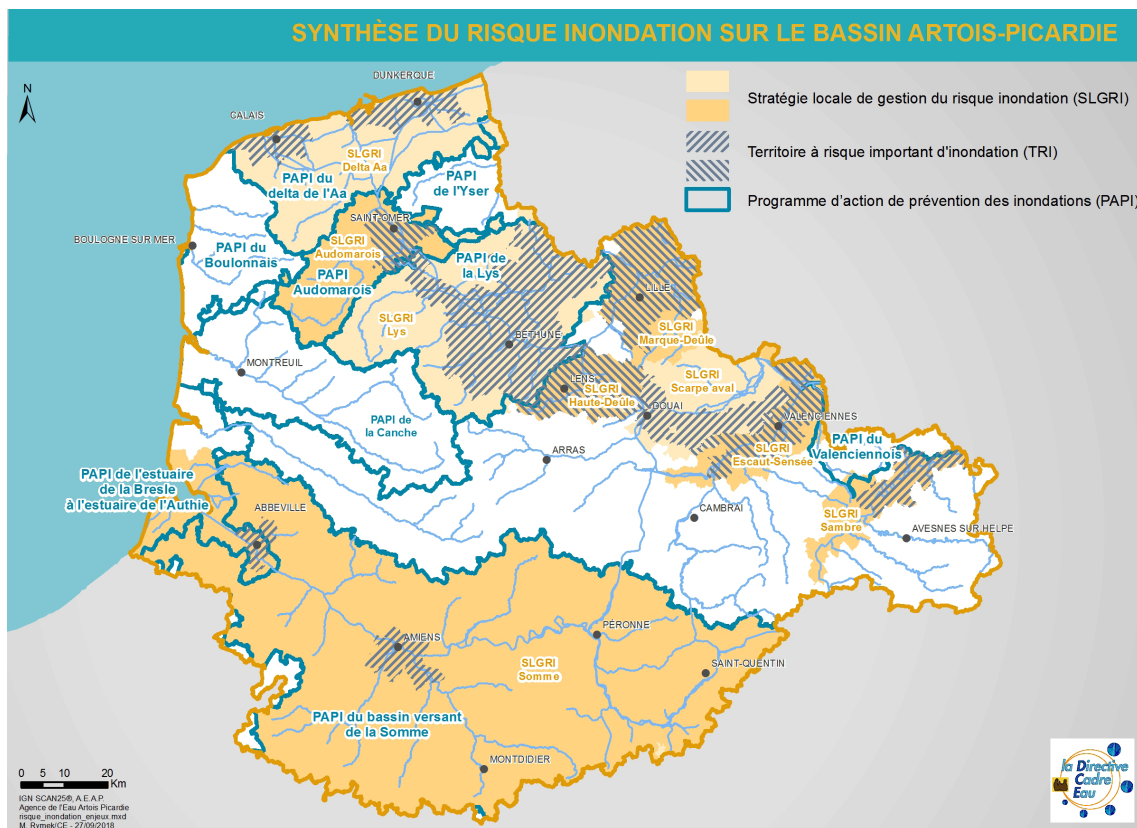 SYNTHÈSE DU RISQUE INONDATION SUR LE BASSIN ARTOIS-PICARDIE
N
Stratégie locale de gestion du risque inondation (SLGRI)
Territoire à risque important d'inondation (TRI)
Programme d'action de prévention des inondations (PAPI)
DUNKERQUE
CALAIS
SLGRI
Delta Aa
PAPI du
delta de l'Aa
PAPI
de l'Yser
SAINT-OMER
BOULOGNE SUR MER
PAPI du
Boulonnais
SLGRI
Audomarois
PAPI
Audomarois
PAPI de
la Lys
LILLE
SLGRI
Lys
SLGRI
Marque-Deûle
BETHUNE
MONTREUIL
SLGRI
Scarpe aval
LENS
SLGRI
Haute-Deûle
DOUAI
PAPI de
la Canche
VALENCIENNES
PAPI du
Valenciennois
ARRAS
SLGRI
Escaut-Sensée
PAPI de l'estuaire
de la Bresle
à l'estuaire de l'Authie
ABBEVILLE
CAMBRAI
SLGRI
Sambre
AVESNES SUR HELPE
PÉRONNE
AMIENS
SLGRI
Somme
SAINT-QUENTIN
PAPI du bassin versant
de la Somme
MONTDIDIER
0 5 10 20
Km
IGN SCAN25®, A.E.A.P.
Agence de l'Eau Artois Picardie
risque_inondation_enjeux.mxd
M. Rymek/CE - 27/09/2018
la Directive
Cadre
Eau